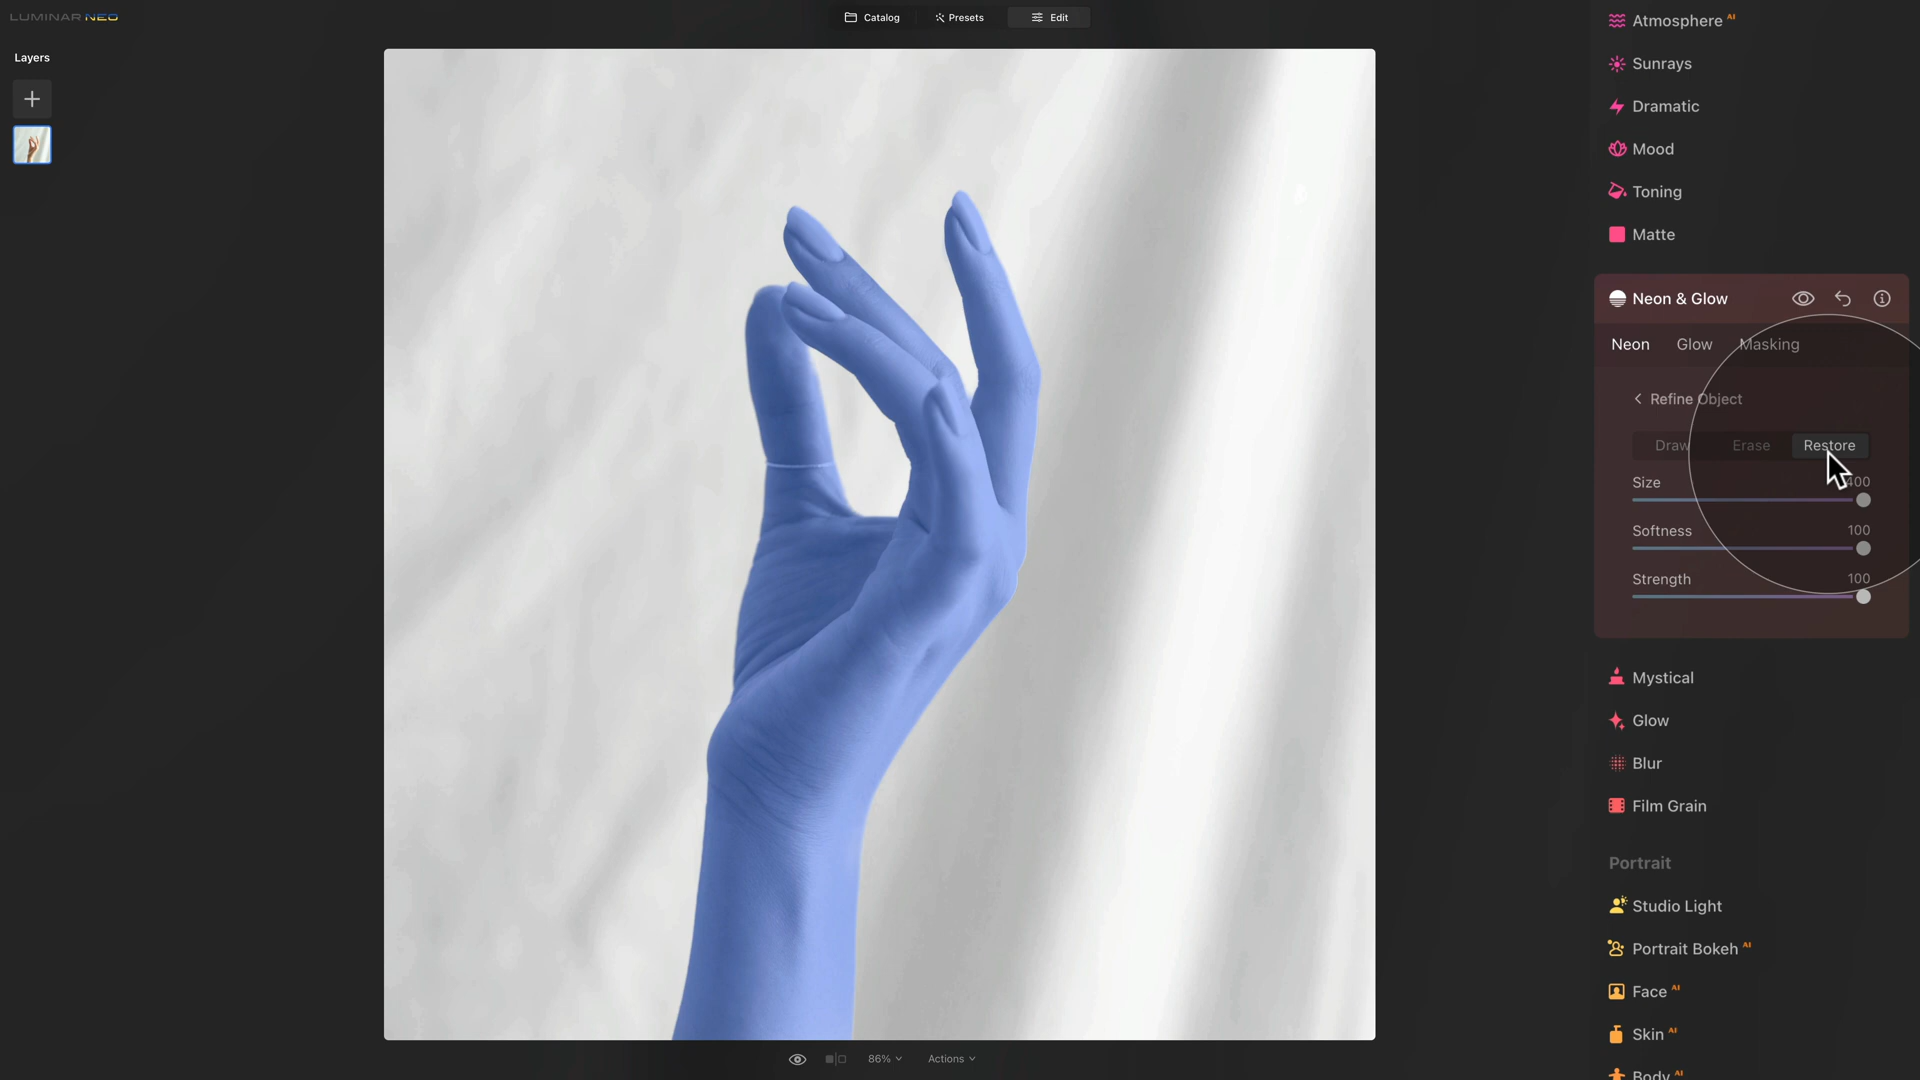 LUMINAR NEO
Catalog
Presets
Edit
Layers
Atmosphere AI
Sunrays
Dramatic
Mood
Toning
Matte
Neon & Glow
Neon Glow Masking
Refine Object
Draw Erase Restore
Size 400
Softness 100
Strength 100
Mystical
Glow
Blur
Film Grain
Portrait
Studio Light
Portrait Bokeh AI
Face AI
Skin AI
Body AI
86%
Actions